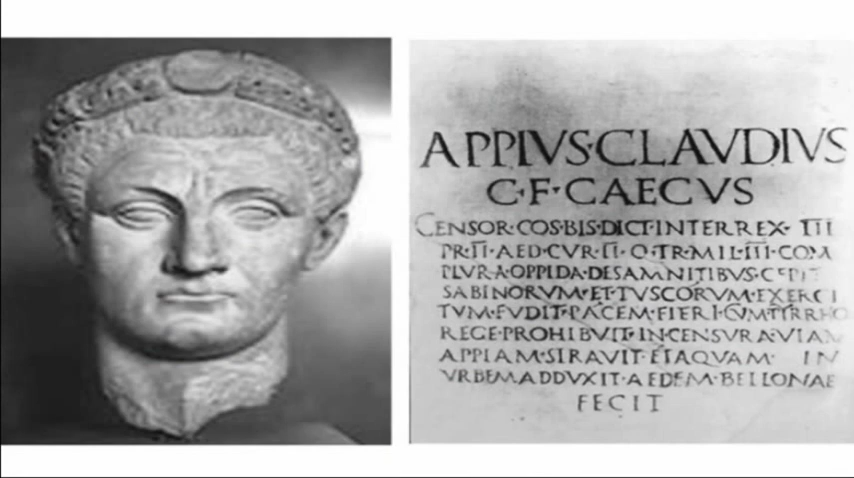 APPIVS·CLAVDIVS
C·F·CAECVS
CENSOR·COS·BIS·DICT·INTERREX·III
PR·II·AED·CVR·II·Q·TR·MIL·III·COM
PLVRA·OPPIDA·DE·SAMNITIBVS·CEPIT
SABINORVM·ET·TVSCORVM·EXERCI
TVM·FVDIT·PACEM·FIERI·CVM·PYRRHO
REGE·PROHIBVIT·IN·CENSVRA·VIAM
APPIAM·STRAVIT·ET·AQVAM· IN
VRBEM·ADDVXIT·AEDEM·BELLONAE
FECIT